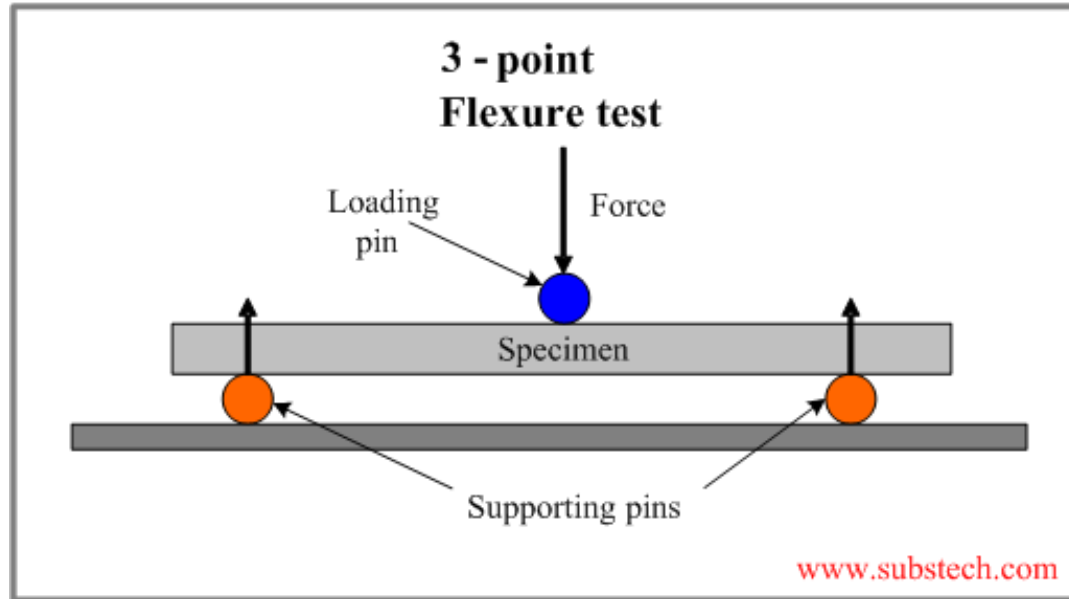 3 - point
Flexure test
Loading
pin
Force
Specimen
Supporting pins
www.substech.com